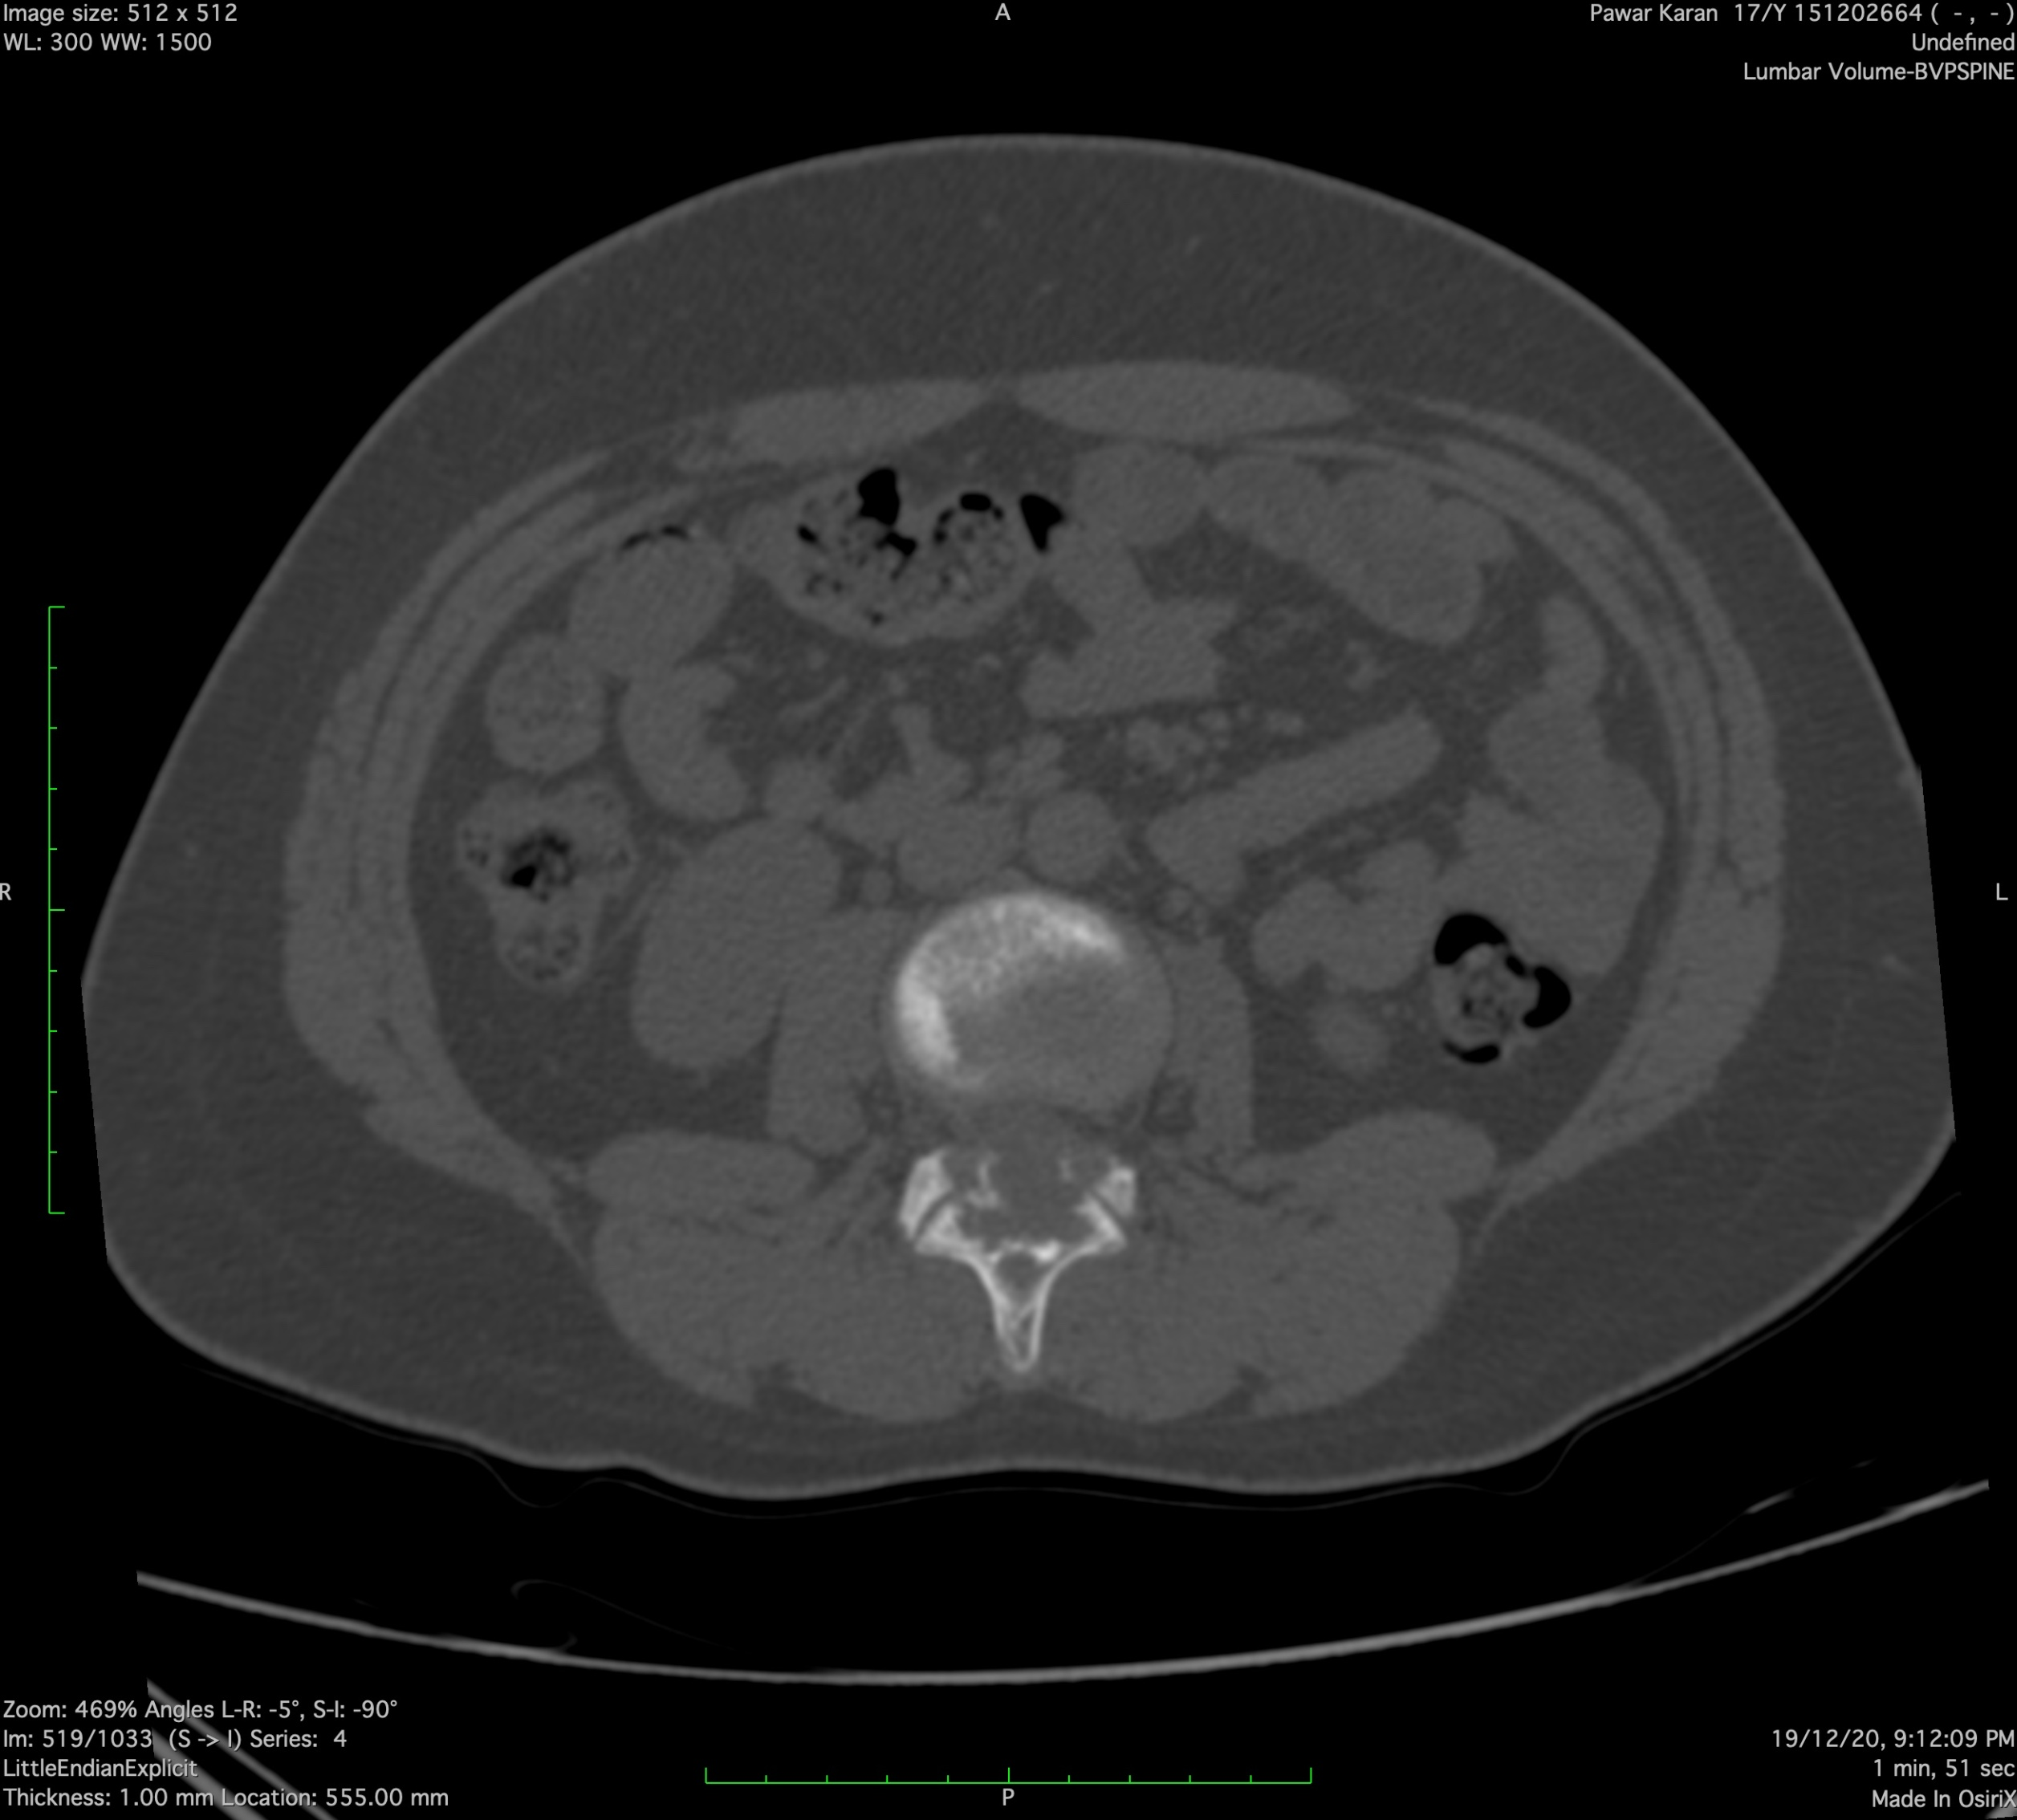 Image size: 512 x 512
WL: 300 WW: 1500
A
Pawar Karan 17/Y 151202664 ( - , - )
Undefined
Lumbar Volume-BVPSPINE
R
L
Zoom: 469% Angles L-R: -5°, S-I: -90°
Im: 519/1033 (S -> I) Series: 4
LittleEndianExplicit
Thickness: 1.00 mm Location: 555.00 mm
P
19/12/20, 9:12:09 PM
1 min, 51 sec
Made In OsiriX